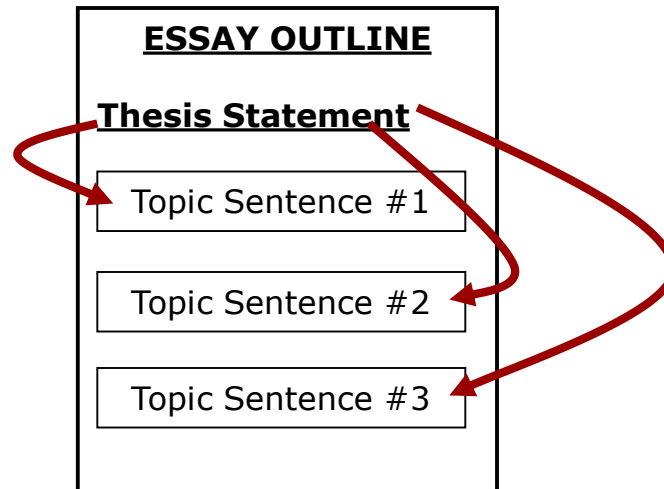 ESSAY OUTLINE
Thesis Statement
Topic Sentence #1
Topic Sentence #2
Topic Sentence #3